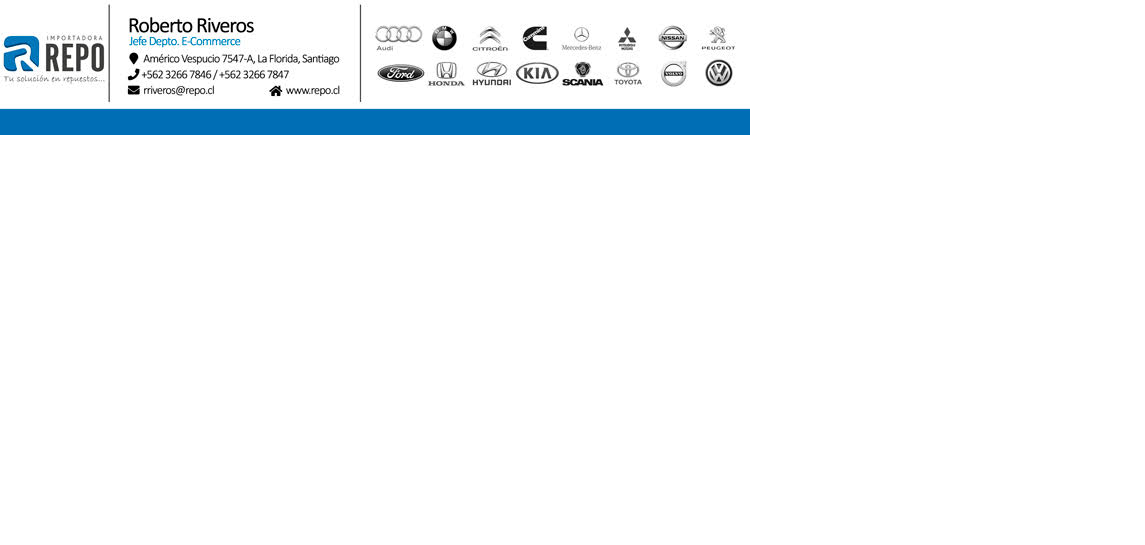 IMPORTADORA
REPO
Tu solución en repuestos...
Roberto Riveros
Jefe Depto. E-Commerce
Américo Vespucio 7547-A, La Florida, Santiago
+562 3266 7846 / +562 3266 7847
rriveros@repo.cl www.repo.cl
Audi
BMW
CITROËN
Cummins
Mercedes-Benz
MITSUBISHI
MOTORS
NISSAN
PEUGEOT
Ford
HONDA
HYUNDAI
KIA
SCANIA
TOYOTA
VOLVO